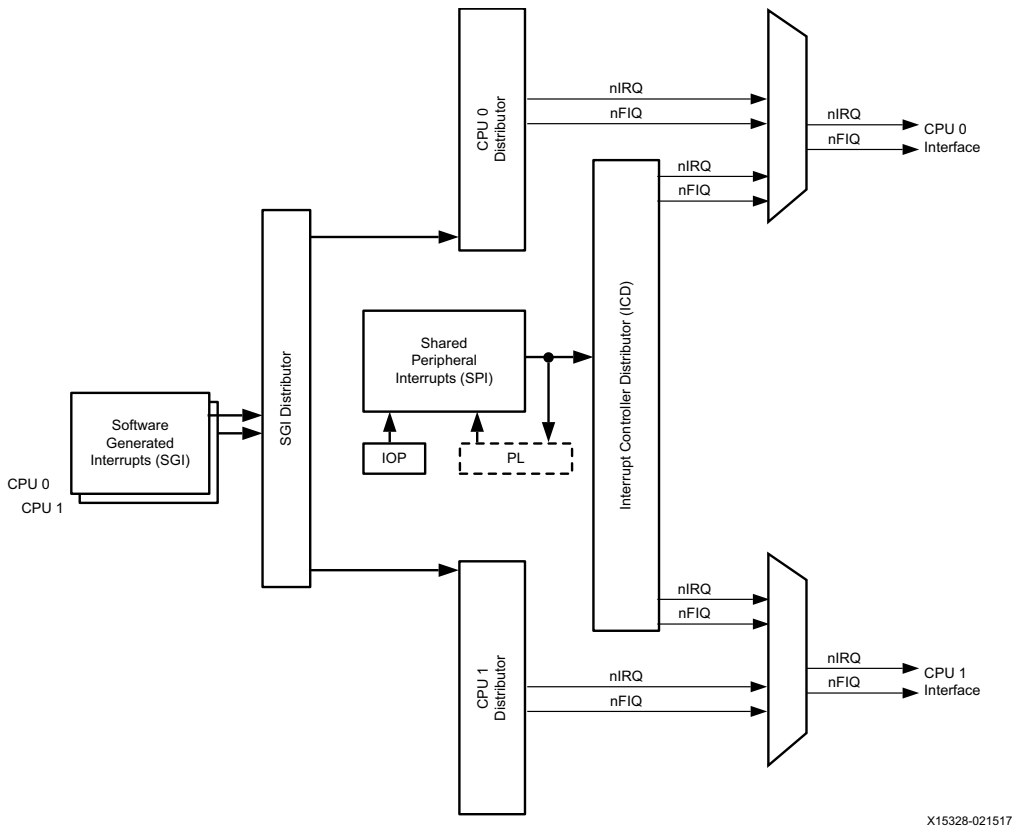 nIRQ
nFIQ
CPU 0
Distributor
nIRQ
nFIQ
CPU 0
Interface
nIRQ
nFIQ
SGI Distributor
Shared
Peripheral
Interrupts (SPI)
Interrupt Controller Distributor (ICD)
Software
Generated
Interrupts (SGI)
IOP
PL
CPU 0
CPU 1
nIRQ
nFIQ
CPU 1
Distributor
nIRQ
nFIQ
nIRQ
nFIQ
CPU 1
Interface
X15328-021517